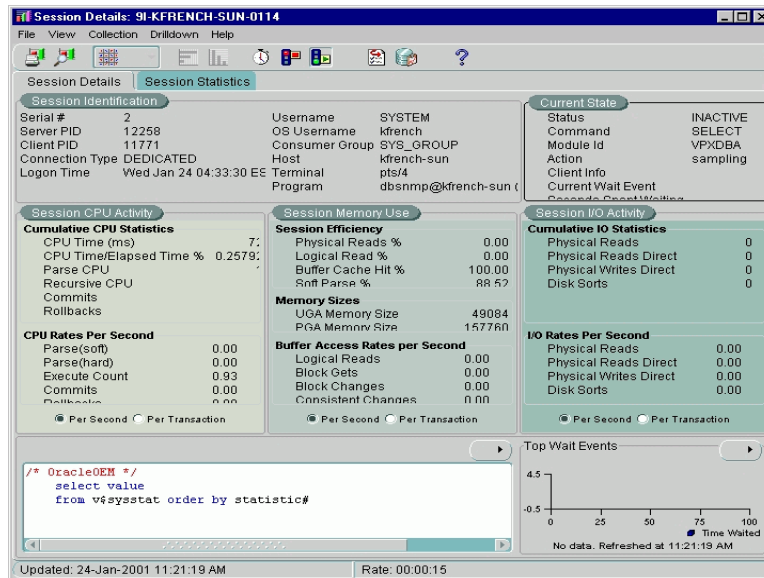 Session Details: 9I-KFRENCH-SUN-0114
File View Collection Drilldown Help
Session Details Session Statistics
Session Identification
Serial # 2
Server PID 12258
Client PID 11771
Connection Type DEDICATED
Logon Time Wed Jan 24 04:33:30 ES
Username SYSTEM
OS Username kfrench
Consumer Group SYS_GROUP
Host kfrench-sun
Terminal pts/4
Program dbsnmp@kfrench-sun (
Current State
Status INACTIVE
Command SELECT
Module Id VPXDBA
Action sampling
Client Info
Current Wait Event
Seconds Spent Waiting
Session CPU Activity
Cumulative CPU Statistics
CPU Time (ms)
CPU Time/Elapsed Time % 0.2579
Parse CPU
Recursive CPU
Commits
Rollbacks
CPU Rates Per Second
Parse(soft) 0.00
Parse(hard) 0.00
Execute Count 0.93
Commits 0.00
Rollbacks 0.00
Per Second Per Transaction
Session Memory Use
Session Efficiency
Physical Reads % 0.00
Logical Read % 0.00
Buffer Cache Hit % 100.00
Soft Parse % 88.52
Memory Sizes
UGA Memory Size 49084
PGA Memory Size 157760
Buffer Access Rates per Second
Logical Reads 0.00
Block Gets 0.00
Block Changes 0.00
Consistent Changes 0.00
Per Second Per Transaction
Session I/O Activity
Cumulative IO Statistics
Physical Reads 0
Physical Reads Direct 0
Physical Writes Direct 0
Disk Sorts 0
I/O Rates Per Second
Physical Reads 0.00
Physical Reads Direct 0.00
Physical Writes Direct 0.00
Disk Sorts 0.00
Per Second Per Transaction
/* OracleOEM */
select value
from v$sysstat order by statistic#
Top Wait Events
4.5
-0.5
0 25 50 75 100
Time Waited
No data. Refreshed at 11:21:19 AM
Updated: 24-Jan-2001 11:21:19 AM
Rate: 00:00:15